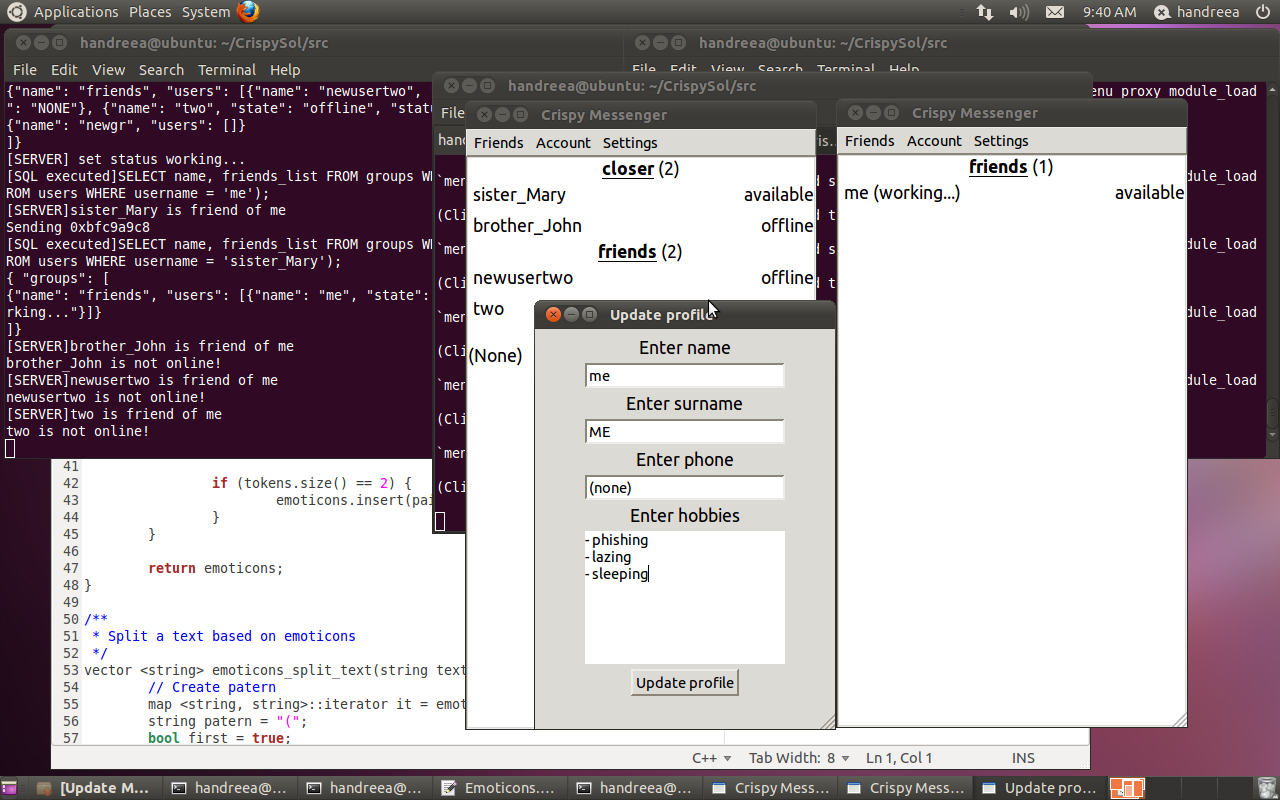 Applications Places System
9:40 AM handreea
handreea@ubuntu: ~/CrispySol/src
File Edit View Search Terminal Help
{"name": "friends", "users": [{"name": "newusertwo",
": "NONE"}, {"name": "two", "state": "offline", "statu
{"name": "newgr", "users": []}
]}
[SERVER] set status working...
[SQL executed]SELECT name, friends_list FROM groups WH
ROM users WHERE username = 'me');
[SERVER]sister_Mary is friend of me
Sending 0xbfc9a9c8
[SQL executed]SELECT name, friends_list FROM groups WH
ROM users WHERE username = 'sister_Mary');
{ "groups": [
{"name": "friends", "users": [{"name": "me", "state":
rking..."}]}
]}
[SERVER]brother_John is friend of me
brother_John is not online!
[SERVER]newusertwo is friend of me
newusertwo is not online!
[SERVER]two is friend of me
two is not online!
handreea@ubuntu: ~/CrispySol/src
File Edit View Search Terminal Help
enu proxy module_load
dule_load
dule_load
dule_load
dule_load
handreea@ubuntu: ~/CrispySol/src
File
hand
`men
(Cli
`men
(Cli
`men
(Cli
`men
(Cli
`men
(Cli
Crispy Messenger
Friends Account Settings
closer (2)
sister_Mary available
brother_John offline
friends (2)
newusertwo offline
two
(None)
Crispy Messenger
Friends Account Settings
friends (1)
me (working...) available
Update profile
Enter name
me
Enter surname
ME
Enter phone
(none)
Enter hobbies
- phishing
- lazing
- sleeping
Update profile
41
42 if (tokens.size() == 2) {
43 emoticons.insert(pai
44 }
45 }
46
47 return emoticons;
48 }
49
50 /**
51 * Split a text based on emoticons
52 */
53 vector <string> emoticons_split_text(string text
54 // Create patern
55 map <string, string>::iterator it = emot
56 string patern = "(";
57 bool first = true;
C++ Tab Width: 8 Ln 1, Col 1 INS
[Update M... handreea@... handreea@... Emoticons.... handreea@... Crispy Mess... Crispy Mess... Update pro...